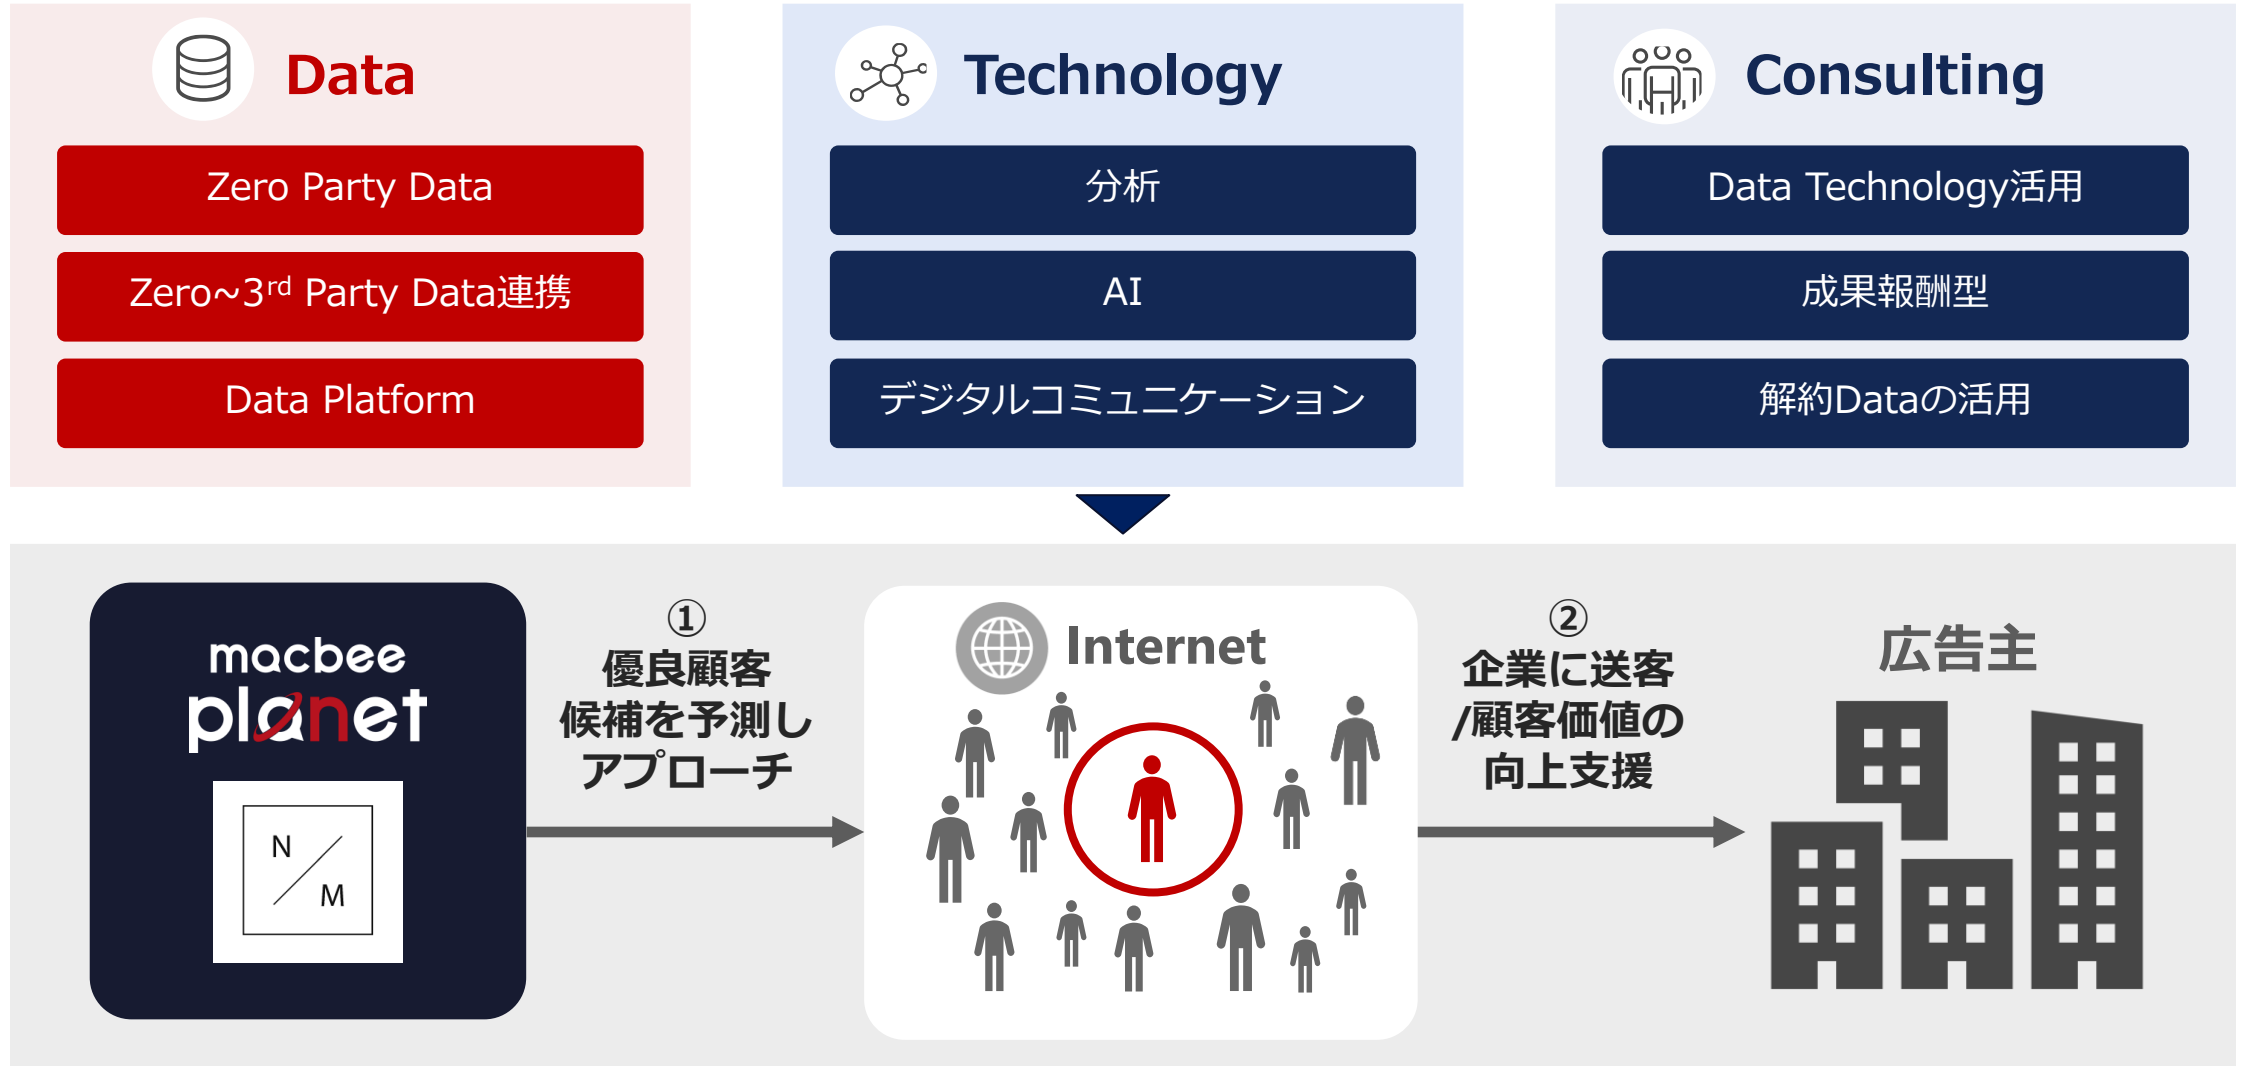 Data
Zero Party Data
Zero~3rd Party Data連携
Data Platform
Technology
分析
AI
デジタルコミュニケーション
Consulting
Data Technology活用
成果報酬型
解約Dataの活用
macbee
planet
N
M
①
優良顧客
候補を予測し
アプローチ
Internet
②
企業に送客
/顧客価値の
向上支援
広告主